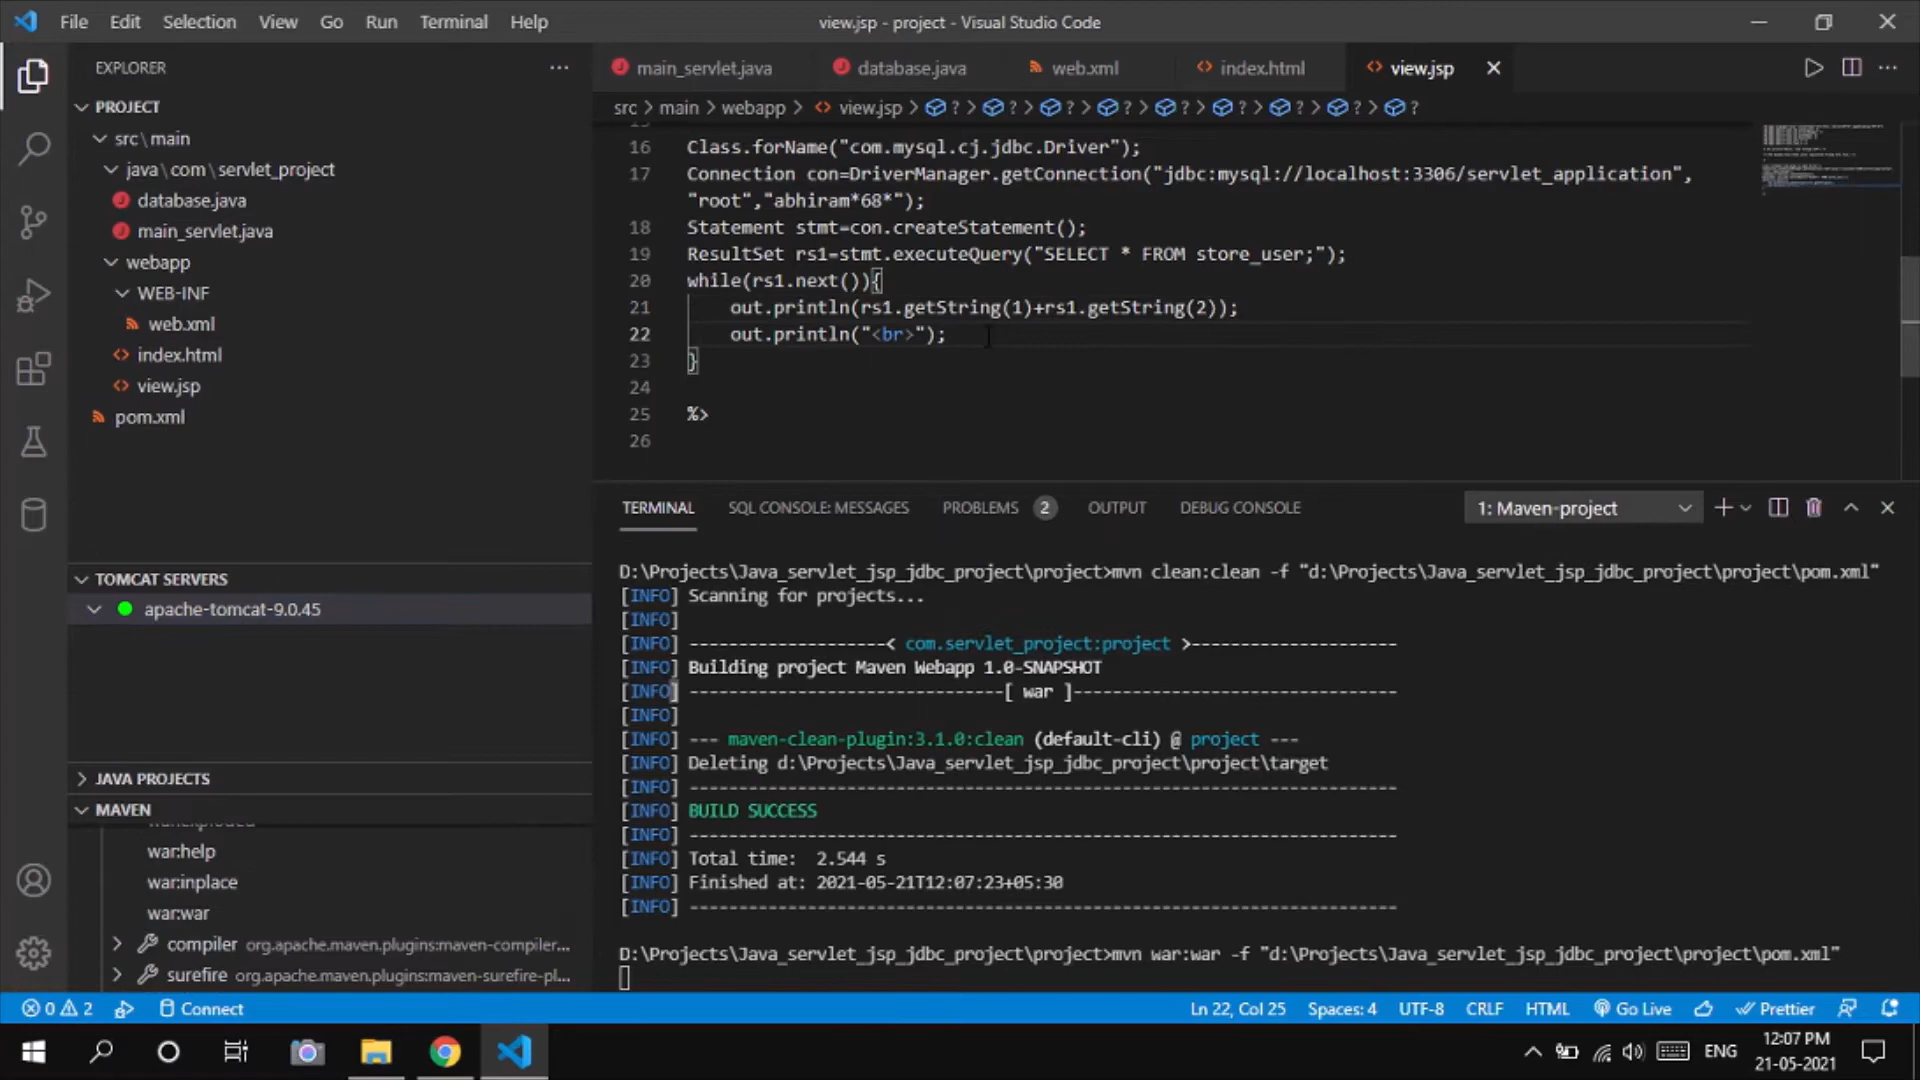 File Edit Selection View Go Run Terminal Help
view.jsp - project - Visual Studio Code
EXPLORER
PROJECT
src\main
java\com\servlet_project
database.java
main_servlet.java
webapp
WEB-INF
web.xml
index.html
view.jsp
pom.xml
TOMCAT SERVERS
apache-tomcat-9.0.45
JAVA PROJECTS
MAVEN
war:help
war:inplace
war:war
compiler org.apache.maven.plugins:maven-compiler...
surefire org.apache.maven.plugins:maven-surefire-pl...
main_servlet.java database.java web.xml index.html view.jsp
src > main > webapp > view.jsp > ? > ? > ? > ? > ? > ? > ? > ? > ?
16 Class.forName("com.mysql.cj.jdbc.Driver");
17 Connection con=DriverManager.getConnection("jdbc:mysql://localhost:3306/servlet_application",
"root","abhiram*68*");
18 Statement stmt=con.createStatement();
19 ResultSet rs1=stmt.executeQuery("SELECT * FROM store_user;");
20 while(rs1.next()){
21 out.println(rs1.getString(1)+rs1.getString(2));
22 out.println("<br>");
23 }
24
25 %>
26
TERMINAL SQL CONSOLE: MESSAGES PROBLEMS 2 OUTPUT DEBUG CONSOLE
1: Maven-project
D:\Projects\Java_servlet_jsp_jdbc_project\project>mvn clean:clean -f "d:\Projects\Java_servlet_jsp_jdbc_project\project\pom.xml"
[INFO] Scanning for projects...
[INFO]
[INFO] -------------------< com.servlet_project:project >---------------------
[INFO] Building project Maven Webapp 1.0-SNAPSHOT
[INFO] --------------------------------[ war ]---------------------------------
[INFO]
[INFO] --- maven-clean-plugin:3.1.0:clean (default-cli) @ project ---
[INFO] Deleting d:\Projects\Java_servlet_jsp_jdbc_project\project\target
[INFO] ------------------------------------------------------------------------
[INFO] BUILD SUCCESS
[INFO] ------------------------------------------------------------------------
[INFO] Total time: 2.544 s
[INFO] Finished at: 2021-05-21T12:07:23+05:30
[INFO] ------------------------------------------------------------------------
D:\Projects\Java_servlet_jsp_jdbc_project\project>mvn war:war -f "d:\Projects\Java_servlet_jsp_jdbc_project\project\pom.xml"
0 2 Connect
Ln 22, Col 25 Spaces: 4 UTF-8 CRLF HTML Go Live Prettier
ENG
12:07 PM
21-05-2021